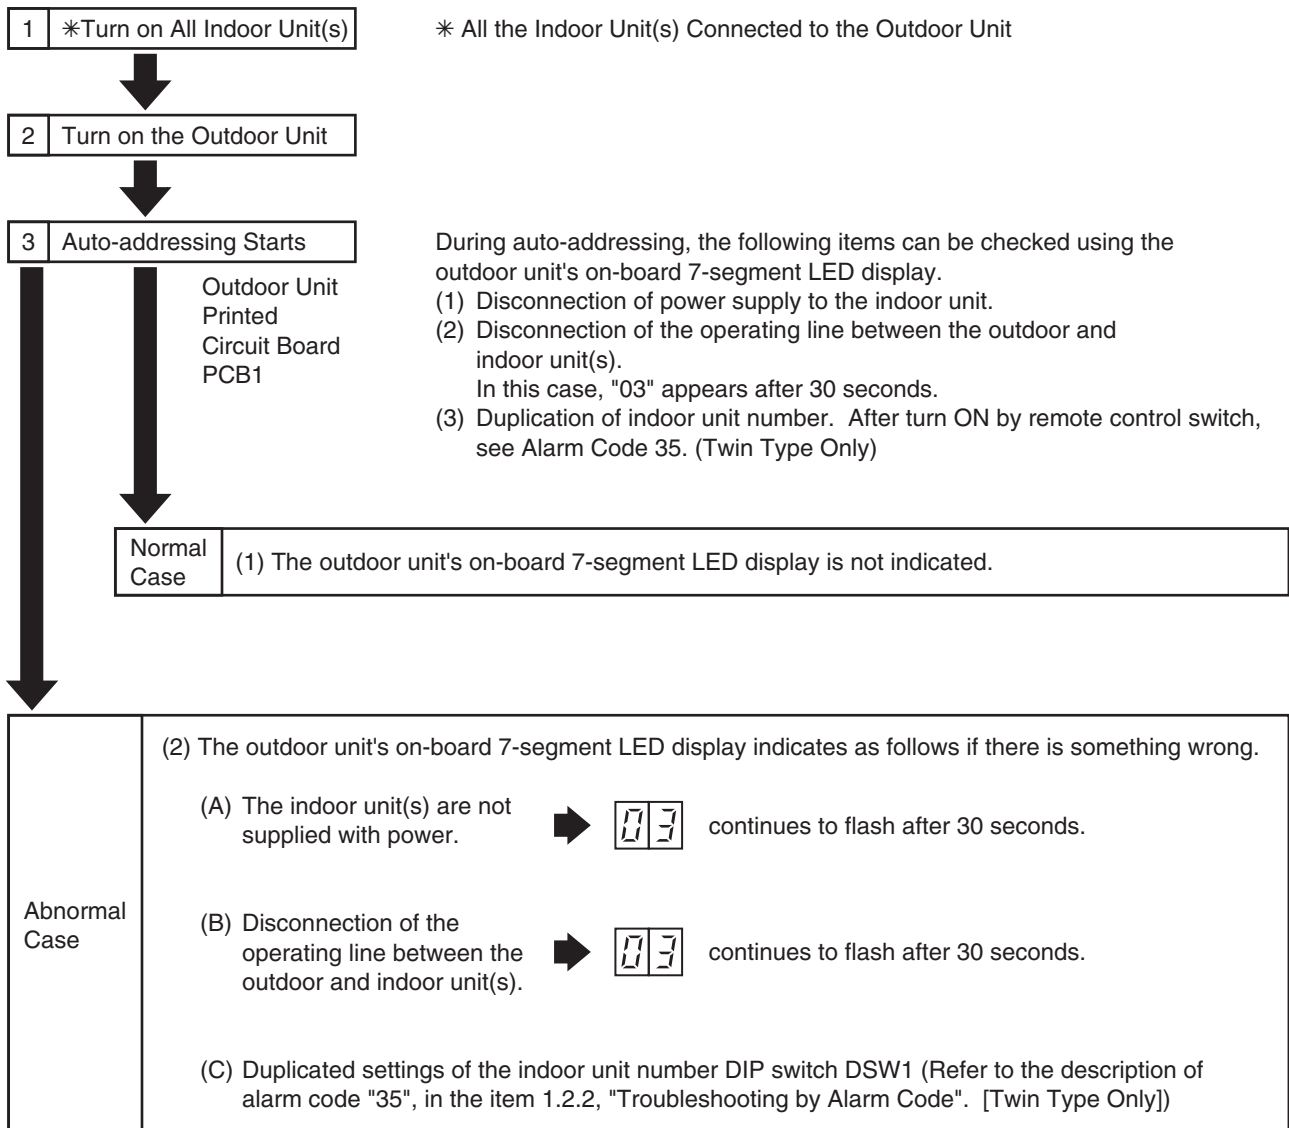 1 ✳Turn on All Indoor Unit(s)
✳ All the Indoor Unit(s) Connected to the Outdoor Unit
2 Turn on the Outdoor Unit
3 Auto-addressing Starts
Outdoor Unit
Printed
Circuit Board
PCB1
During auto-addressing, the following items can be checked using the
outdoor unit's on-board 7-segment LED display.
(1) Disconnection of power supply to the indoor unit.
(2) Disconnection of the operating line between the outdoor and
indoor unit(s).
In this case, "03" appears after 30 seconds.
(3) Duplication of indoor unit number. After turn ON by remote control switch,
see Alarm Code 35. (Twin Type Only)
Normal
Case
(1) The outdoor unit's on-board 7-segment LED display is not indicated.
Abnormal
Case
(2) The outdoor unit's on-board 7-segment LED display indicates as follows if there is something wrong.
(A) The indoor unit(s) are not
supplied with power.
03 continues to flash after 30 seconds.
(B) Disconnection of the
operating line between the
outdoor and indoor unit(s).
03 continues to flash after 30 seconds.
(C) Duplicated settings of the indoor unit number DIP switch DSW1 (Refer to the description of
alarm code "35", in the item 1.2.2, "Troubleshooting by Alarm Code". [Twin Type Only])